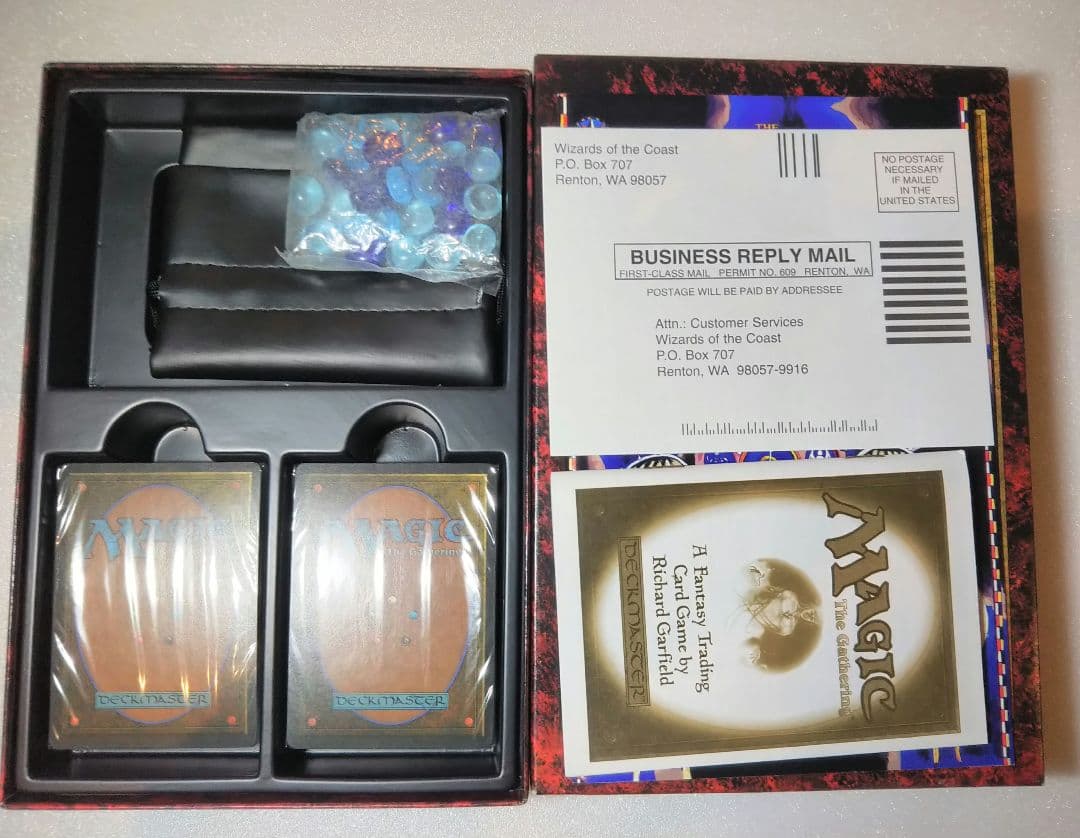 MAGIC
DECKMASTER
MAGIC
The Gathering
DECKMASTER
THE
Wizards of the Coast
P.O. Box 707
Renton, WA 98057
NO POSTAGE
NECESSARY
IF MAILED
IN THE
UNITED STATES
BUSINESS REPLY MAIL
FIRST-CLASS MAIL PERMIT NO. 609 RENTON, WA
POSTAGE WILL BE PAID BY ADDRESSEE
Attn.: Customer Services
Wizards of the Coast
P.O. Box 707
Renton, WA 98057-9916
MAGIC
The Gathering
A Fantasy Trading
Card Game by
Richard Garfield
DECKMASTER